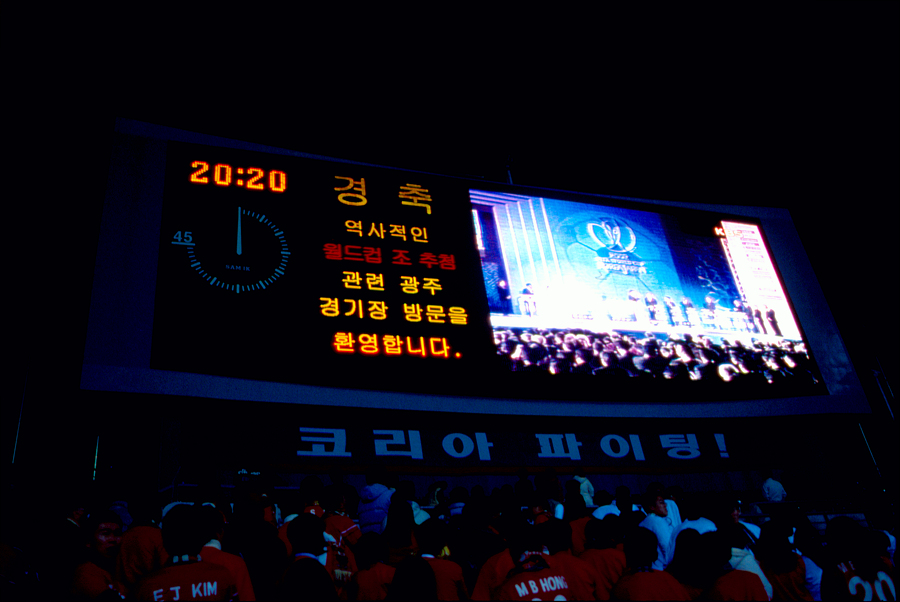 20:20
경 축
역사적인
월드컵 조 추첨
관련 광주
경기장 방문을
환영합니다.
45
2002
코리아 파이팅!
E J KIM
M B HONG
20